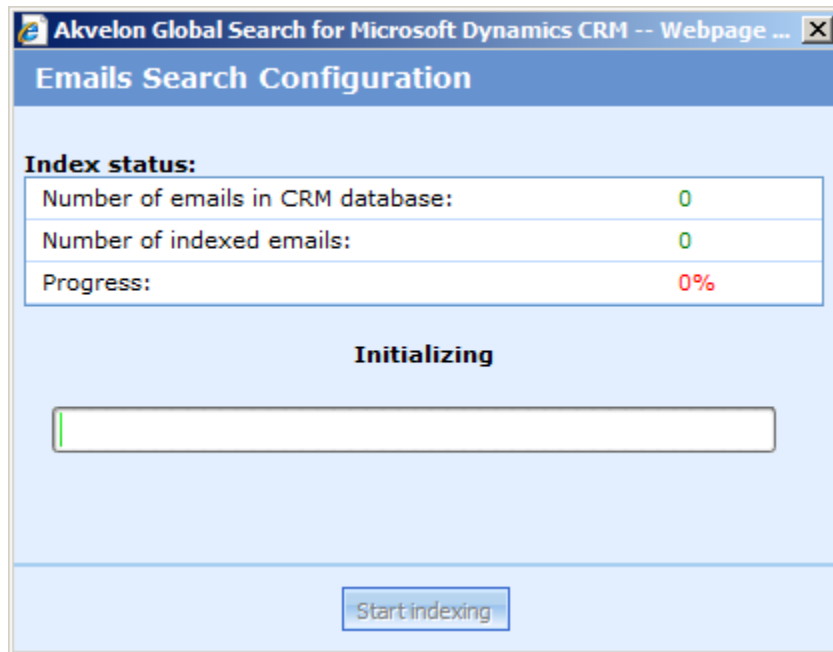 Akvelon Global Search for Microsoft Dynamics CRM -- Webpage ...
Emails Search Configuration
Index status:
Number of emails in CRM database: 0
Number of indexed emails: 0
Progress: 0%
Initializing
Start indexing